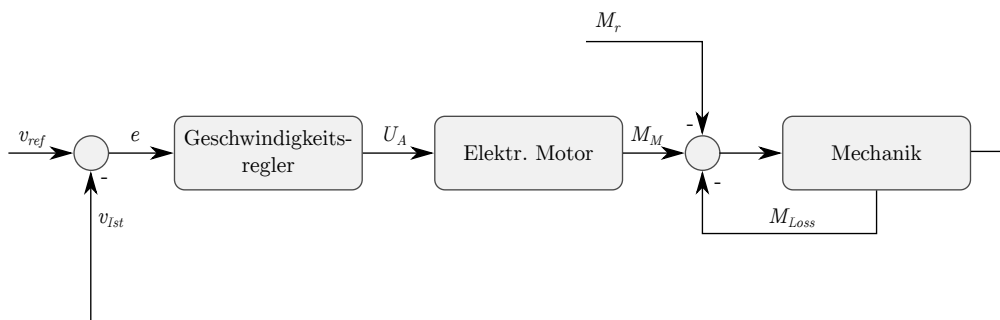 M_r
v_ref
e
Geschwindigkeits-
regler
U_A
Elektr. Motor
M_M
-
Mechanik
-
-
v_Ist
M_Loss